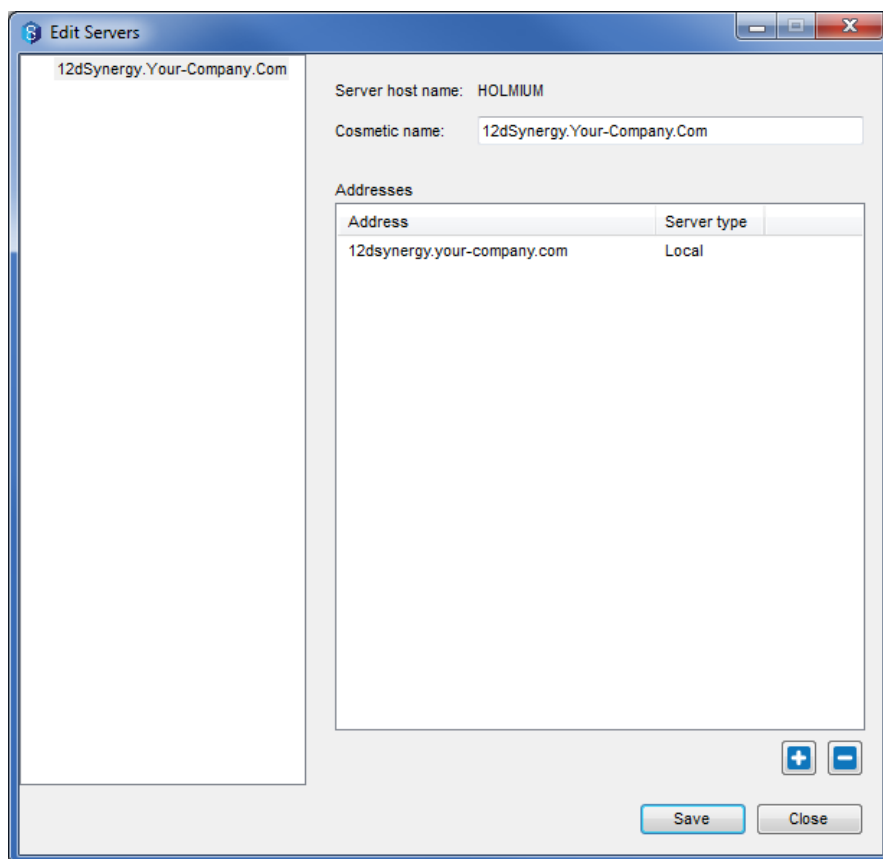 Edit Servers
12dSynergy.Your-Company.Com
Server host name: HOLMIUM
Cosmetic name: 12dSynergy.Your-Company.Com
Addresses
Address Server type
12dsynergy.your-company.com Local
Save Close